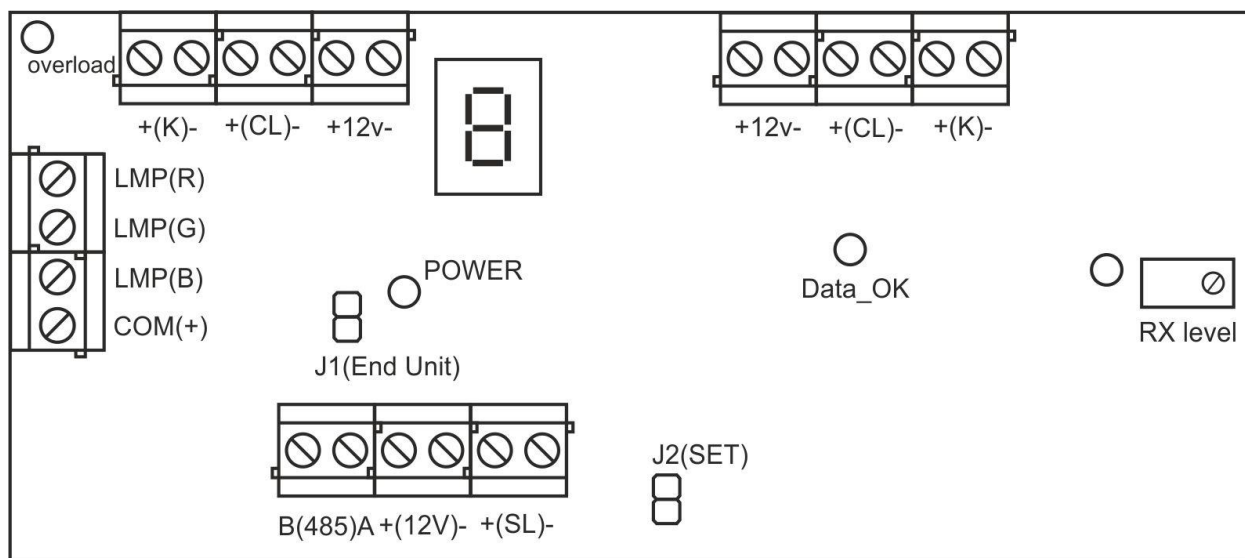 overload
+(K)- +(CL)- +12v-
+12v- +(CL)- +(K)-
8
LMP(R)
LMP(G)
LMP(B)
COM(+)
POWER
J1(End Unit)
Data_OK
RX level
B(485)A +(12V)- +(SL)-
J2(SET)